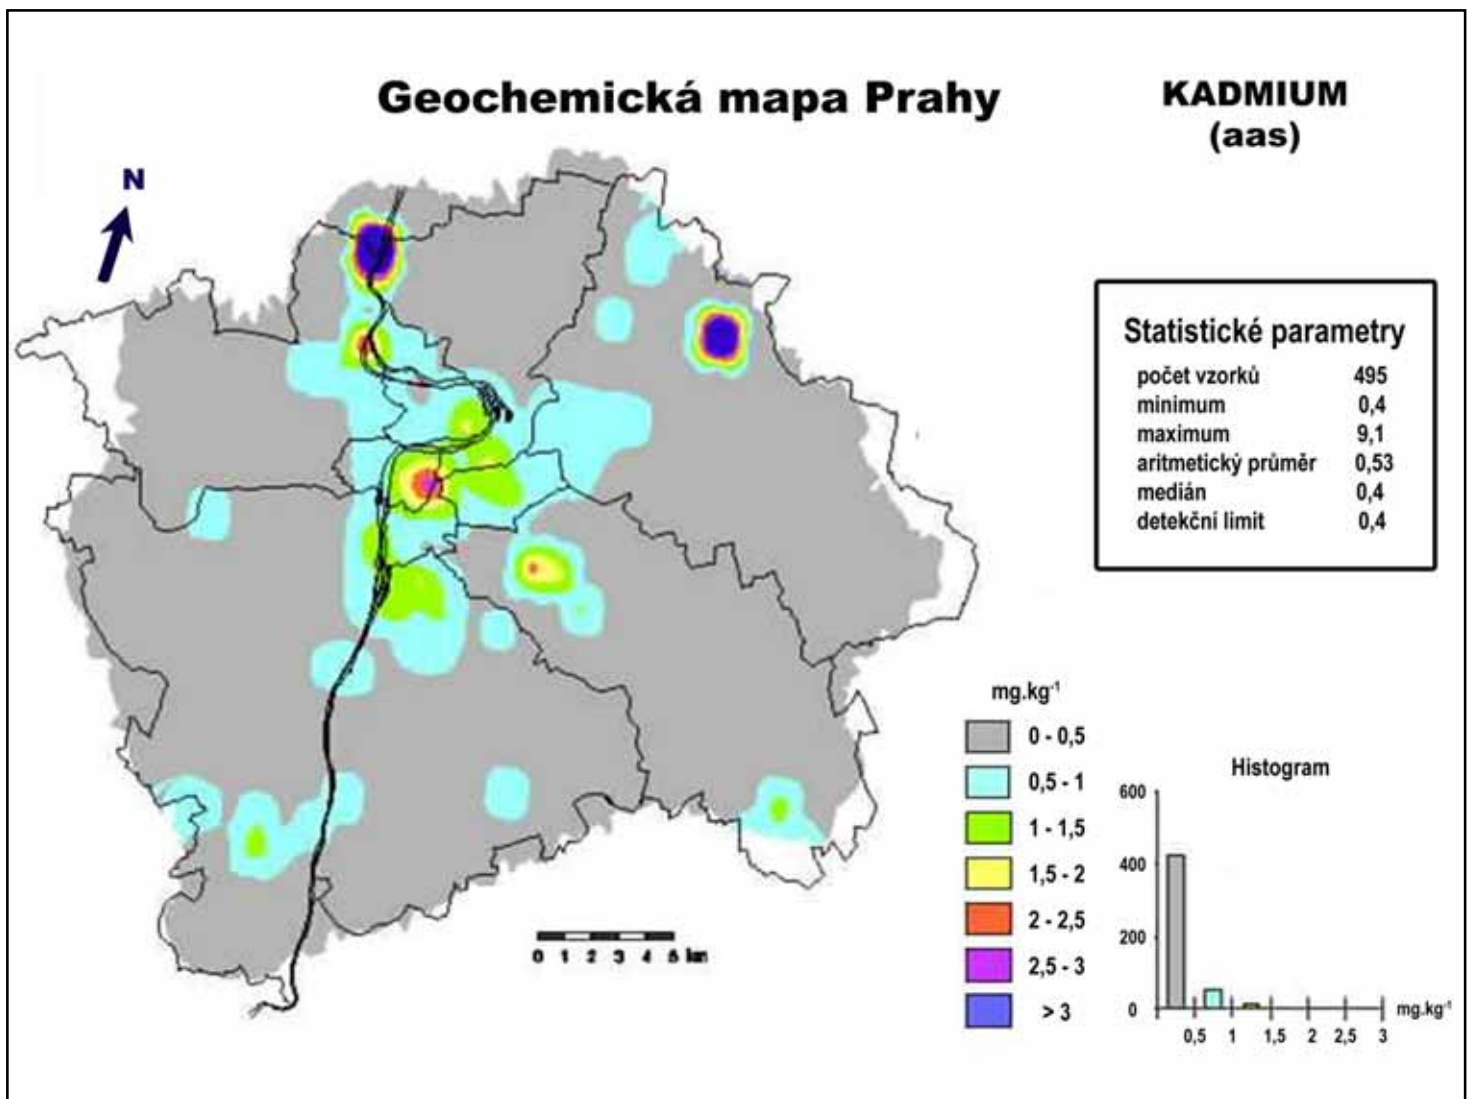 Geochemická mapa Prahy
KADMIUM
(aas)
N
Statistické parametry
počet vzorků 495
minimum 0,4
maximum 9,1
aritmetický průměr 0,53
medián 0,4
detekční limit 0,4
mg.kg-1
0 - 0,5
0,5 - 1
1 - 1,5
1,5 - 2
2 - 2,5
2,5 - 3
> 3
Histogram
600
400
200
0
0,5 1 1,5 2 2,5 3
mg.kg-1
0 1 2 3 4 5 km